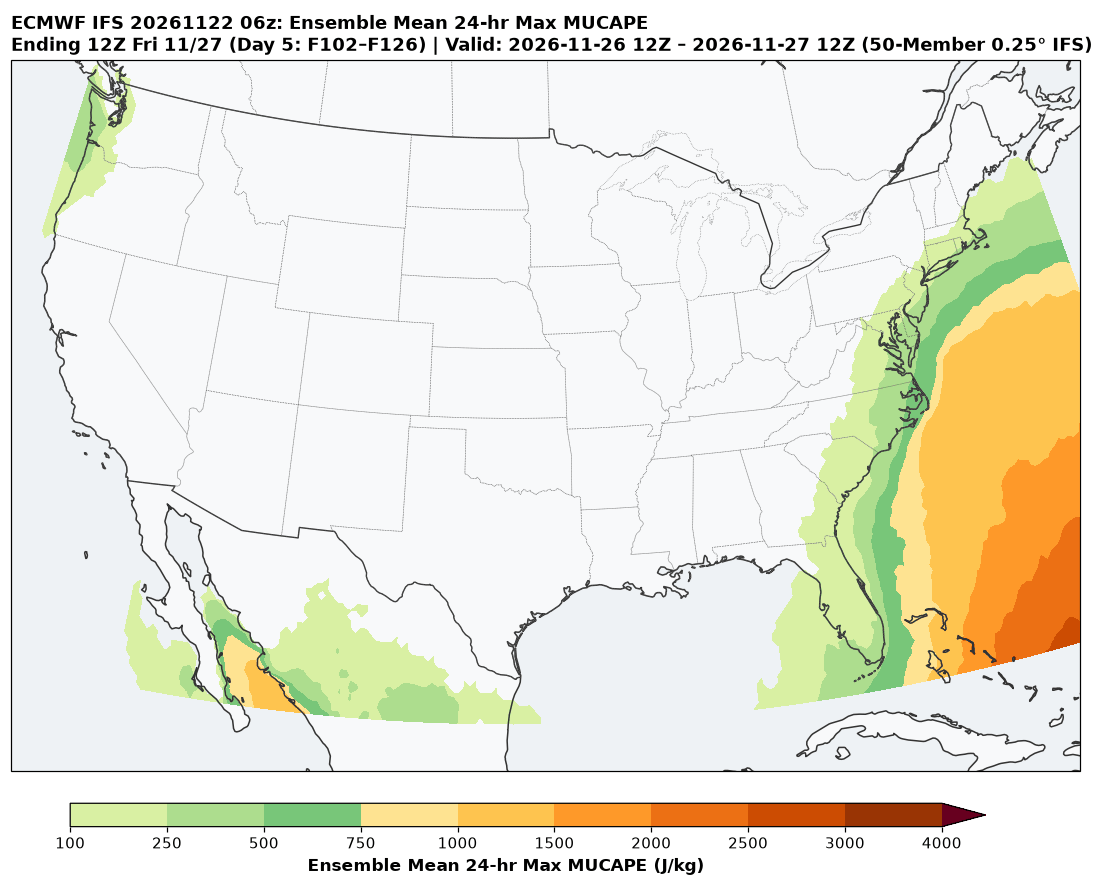 ECMWF IFS 20261122 06z: Ensemble Mean 24-hr Max MUCAPE
Ending 12Z Fri 11/27 (Day 5: F102–F126) | Valid: 2026-11-26 12Z – 2026-11-27 12Z (50-Member 0.25° IFS)
100 250 500 750 1000 1500 2000 2500 3000 4000
Ensemble Mean 24-hr Max MUCAPE (J/kg)